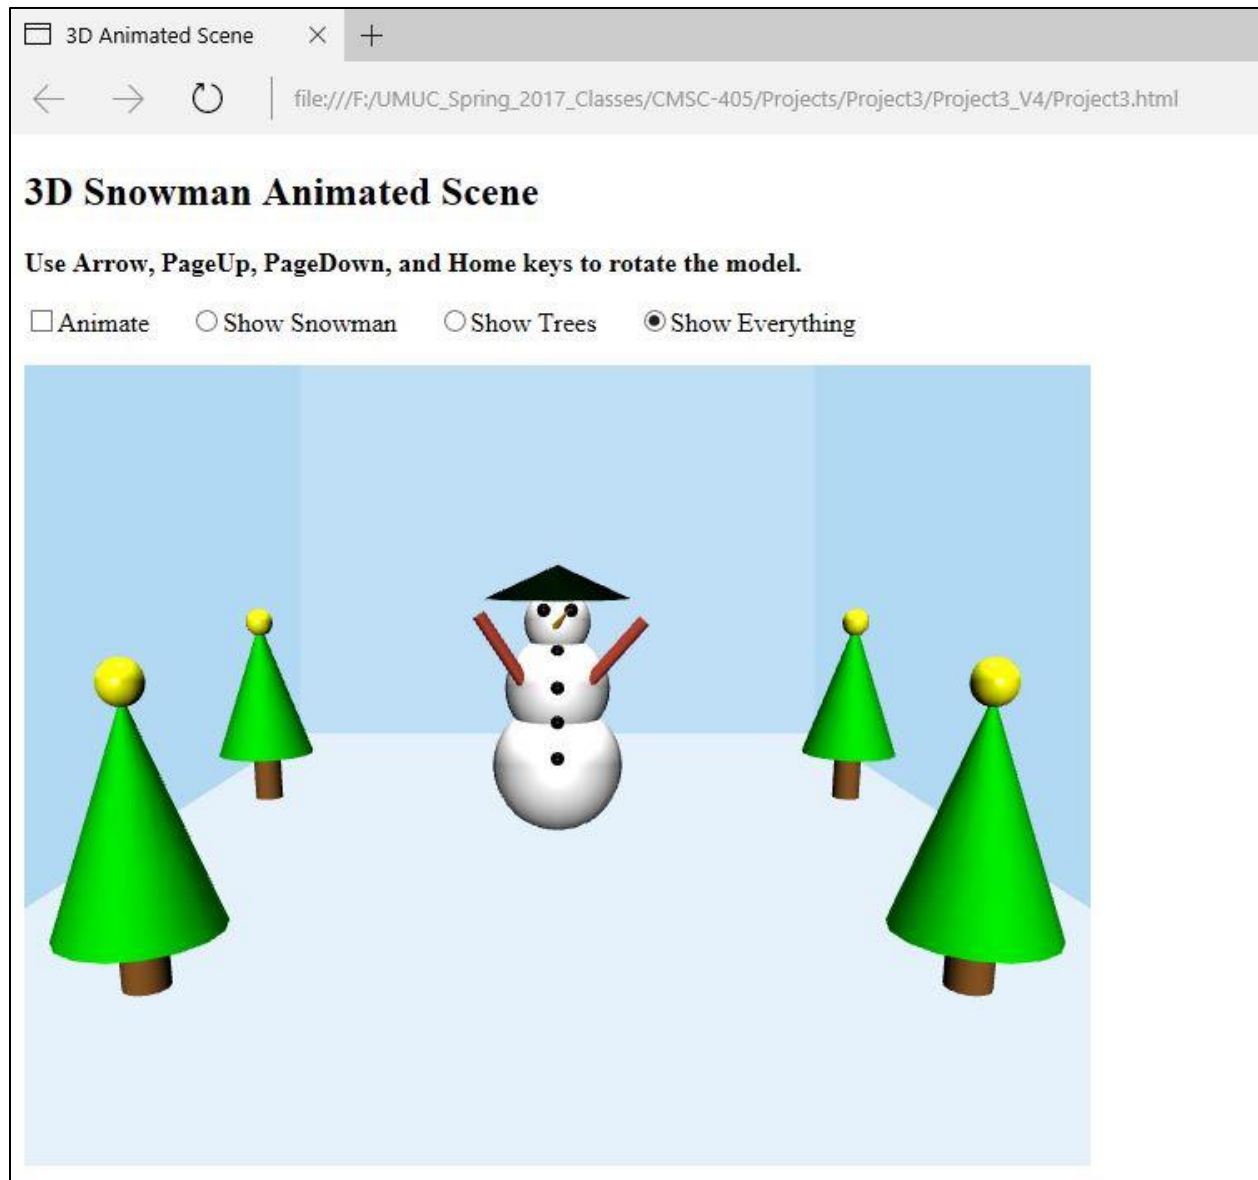 3D Animated Scene
file:///F:/UMUC_Spring_2017_Classes/CMSC-405/Projects/Project3/Project3_V4/Project3.html
3D Snowman Animated Scene
Use Arrow, PageUp, PageDown, and Home keys to rotate the model.
Animate Show Snowman Show Trees Show Everything